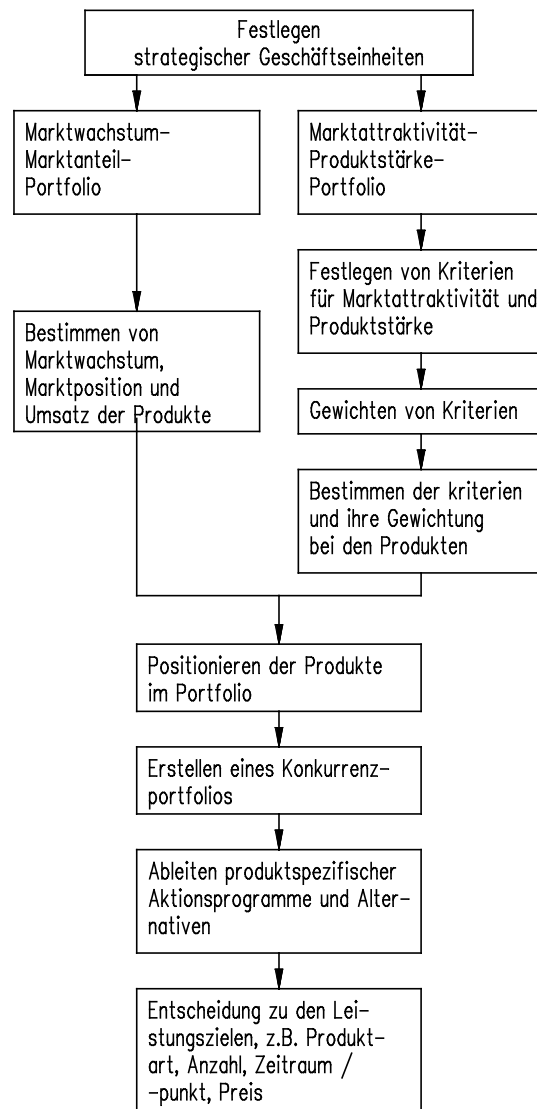 Festlegen
strategischer Geschäftseinheiten
Marktwachstum-
Marktanteil-
Portfolio
Bestimmen von
Marktwachstum,
Marktposition und
Umsatz der Produkte
Marktattraktivität-
Produktstärke-
Portfolio
Festlegen von Kriterien
für Marktattraktivität und
Produktstärke
Gewichten von Kriterien
Bestimmen der kriterien
und ihre Gewichtung
bei den Produkten
Positionieren der Produkte
im Portfolio
Erstellen eines Konkurrenz-
portfolios
Ableiten produktspezifischer
Aktionsprogramme und Alter-
nativen
Entscheidung zu den Lei-
stungszielen, z.B. Produkt-
art, Anzahl, Zeitraum /
-punkt, Preis